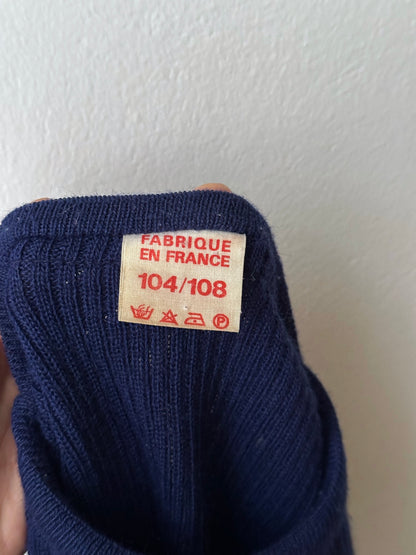 FABRIQUE
EN FRANCE
104/108
P